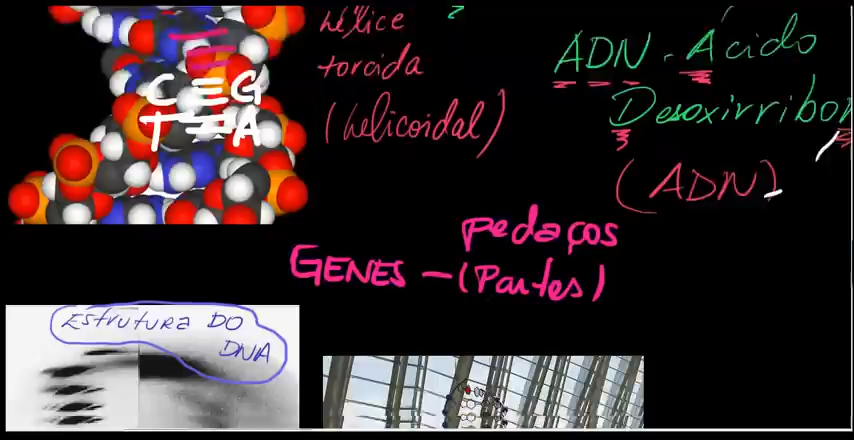 hélice
torcida
(helicoidal)
C≡G
T=A
ADN - Ácido
Desoxirribon
(ADN)
pedaços
GENES - (Partes)
Estrutura DO
DNA